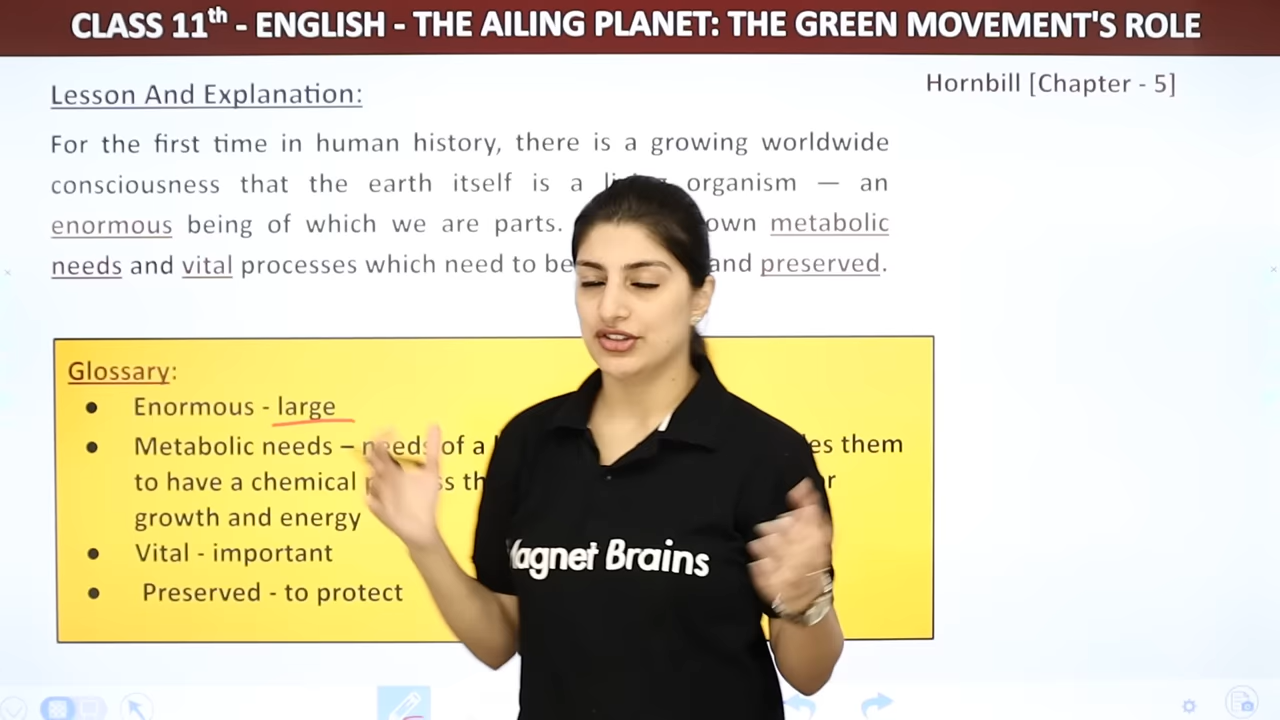 CLASS 11th - ENGLISH - THE AILING PLANET: THE GREEN MOVEMENT'S ROLE
Hornbill [Chapter - 5]
Lesson And Explanation:
For the first time in human history, there is a growing worldwide
consciousness that the earth itself is a organism — an
enormous being of which we are parts. own metabolic
needs and vital processes which need to be and preserved.
Glossary:
● Enormous - large
● Metabolic needs – needs of a them
to have a chemical
growth and energy
● Vital - important
● Preserved - to protect
Magnet Brains